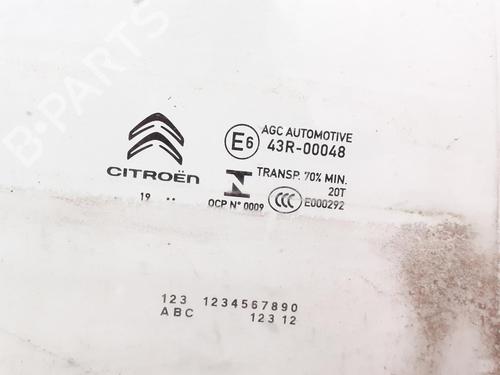 B-PARTS
CITROËN
19 ..
E6
AGC AUTOMOTIVE
43R-00048
TRANSP. 70% MIN.
20T
OCP N° 0009
CCC
E000292
123 1234567890
ABC 123 12